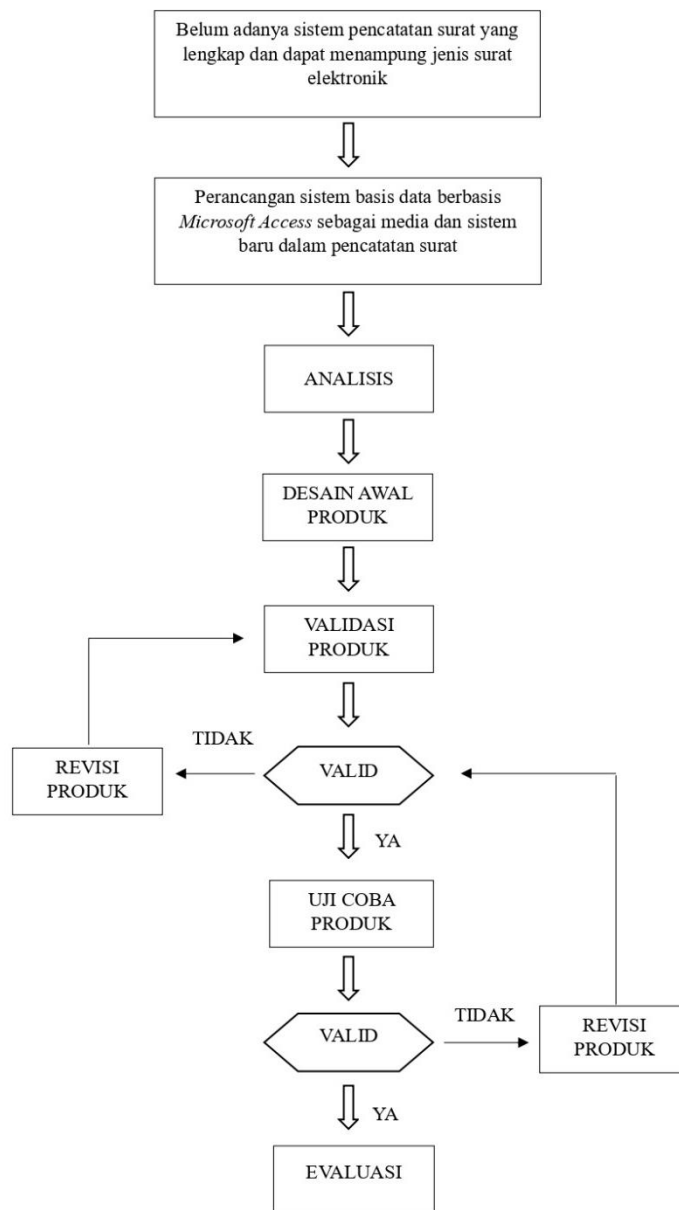 Belum adanya sistem pencatatan surat yang
lengkap dan dapat menampung jenis surat
elektronik
Perancangan sistem basis data berbasis
Microsoft Access sebagai media dan sistem
baru dalam pencatatan surat
ANALISIS
DESAIN AWAL
PRODUK
VALIDASI
PRODUK
TIDAK
REVISI
PRODUK
VALID
YA
UJI COBA
PRODUK
VALID
TIDAK
REVISI
PRODUK
YA
EVALUASI